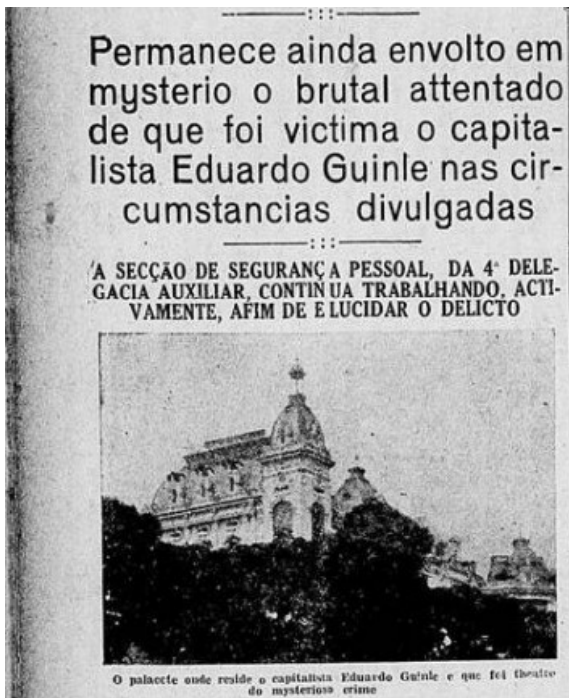 Permanece ainda envolto em
mysterio o brutal attentado
de que foi victima o capita-
lista Eduardo Guinle nas cir-
cumstancias divulgadas
A SECÇÃO DE SEGURANÇA PESSOAL, DA 4ª DELE-
GACIA AUXILIAR, CONTINUA TRABALHANDO, ACTI-
VAMENTE, AFIM DE ELUCIDAR O DELICTO
O palacete onde reside o capitalista Eduardo Guinle e que foi theatro
do mysterioso crime